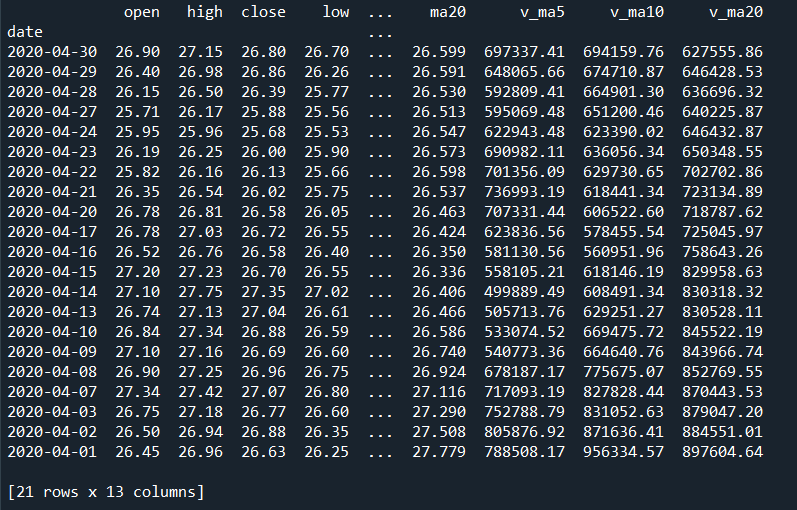 open high close low ... ma20 v_ma5 v_ma10 v_ma20
date ...
2020-04-30 26.90 27.15 26.80 26.70 ... 26.599 697337.41 694159.76 627555.86
2020-04-29 26.40 26.98 26.86 26.26 ... 26.591 648065.66 674710.87 646428.53
2020-04-28 26.15 26.50 26.39 25.77 ... 26.530 592809.41 664901.30 636696.32
2020-04-27 25.71 26.17 25.88 25.56 ... 26.513 595069.48 651200.46 640225.87
2020-04-24 25.95 25.96 25.68 25.53 ... 26.547 622943.48 623390.02 646432.87
2020-04-23 26.19 26.25 26.00 25.90 ... 26.573 690982.11 636056.34 650348.55
2020-04-22 25.82 26.16 26.13 25.66 ... 26.598 701356.09 629730.65 702702.86
2020-04-21 26.35 26.54 26.02 25.75 ... 26.537 736993.19 618441.34 723134.89
2020-04-20 26.78 26.81 26.58 26.05 ... 26.463 707331.44 606522.60 718787.62
2020-04-17 26.78 27.03 26.72 26.55 ... 26.424 623836.56 578455.54 725045.97
2020-04-16 26.52 26.76 26.58 26.40 ... 26.350 581130.56 560951.96 758643.26
2020-04-15 27.20 27.23 26.70 26.55 ... 26.336 558105.21 618146.19 829958.63
2020-04-14 27.10 27.75 27.35 27.02 ... 26.406 499889.49 608491.34 830318.32
2020-04-13 26.74 27.13 27.04 26.61 ... 26.466 505713.76 629251.27 830528.11
2020-04-10 26.84 27.34 26.88 26.59 ... 26.586 533074.52 669475.72 845522.19
2020-04-09 27.10 27.16 26.69 26.60 ... 26.740 540773.36 664640.76 843966.74
2020-04-08 26.90 27.25 26.96 26.75 ... 26.924 678187.17 775675.07 852769.55
2020-04-07 27.34 27.42 27.07 26.80 ... 27.116 717093.19 827828.44 870443.53
2020-04-03 26.75 27.18 26.77 26.60 ... 27.290 752788.79 831052.63 879047.20
2020-04-02 26.50 26.94 26.88 26.35 ... 27.508 805876.92 871636.41 884551.01
2020-04-01 26.45 26.96 26.63 26.25 ... 27.779 788508.17 956334.57 897604.64
[21 rows x 13 columns]